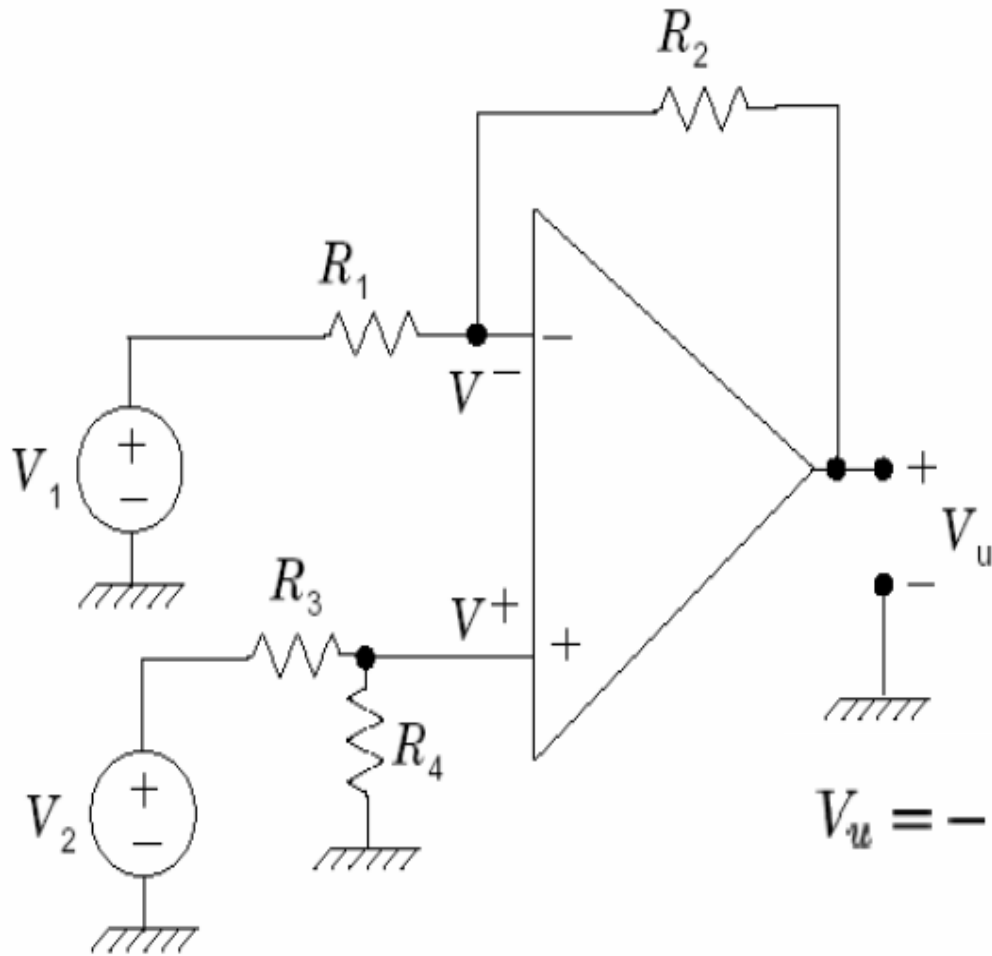 R₂
R₁
−
V⁻
+
−
V₁
+
−
Vᵤ
R₃
V⁺
+
R₄
+
−
V₂
Vᵤ = −